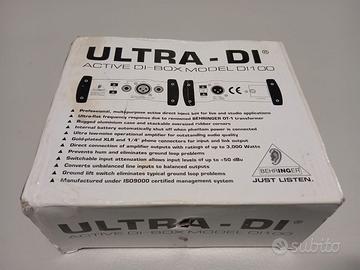 ULTRA-DI®
ACTIVE DI-BOX MODEL DI100
▲ Professional, multipurpose active direct inject box for live and studio applications
▲ Ultra-flat frequency response due to renowned BEHRINGER OT-1 transformer
▲ Rugged aluminium case and stackable oversized rubber corners
▲ Internal battery automatically shut off when phantom power is connected
▲ Ultra low-noise operational amplifier for outstanding audio quality
▲ Gold-plated XLR and 1/4" phone connectors for input and link output
▲ Direct connection of amplifier outputs with ratings of up to 3,000 Watts
▲ Prevents hum and eliminates ground loop problems
▲ Switchable input attenuation allows input levels of up to +50 dBu
▲ Converts unbalanced line inputs to balanced outputs
▲ Ground lift switch eliminates typical ground loop problems
▲ Manufactured under ISO9000 certified management system
BEHRINGER
JUST LISTEN.
ULTRA-DI®
ACTIVE DI-BOX MODEL DI100
subito